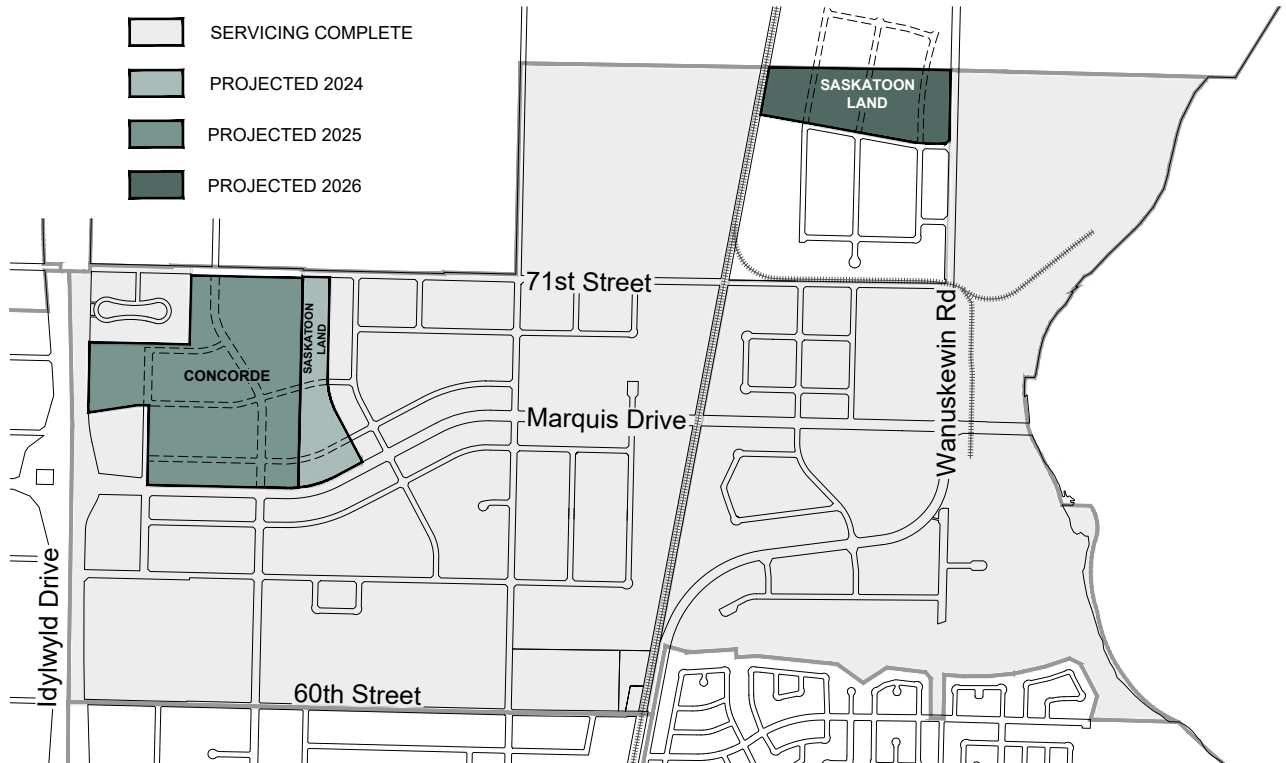 SERVICING COMPLETE
PROJECTED 2024
PROJECTED 2025
PROJECTED 2026
SASKATOON
LAND
71st Street
SASKATOON
LAND
CONCORDE
Wanuskewin Rd
Marquis Drive
Idylwyld Drive
60th Street